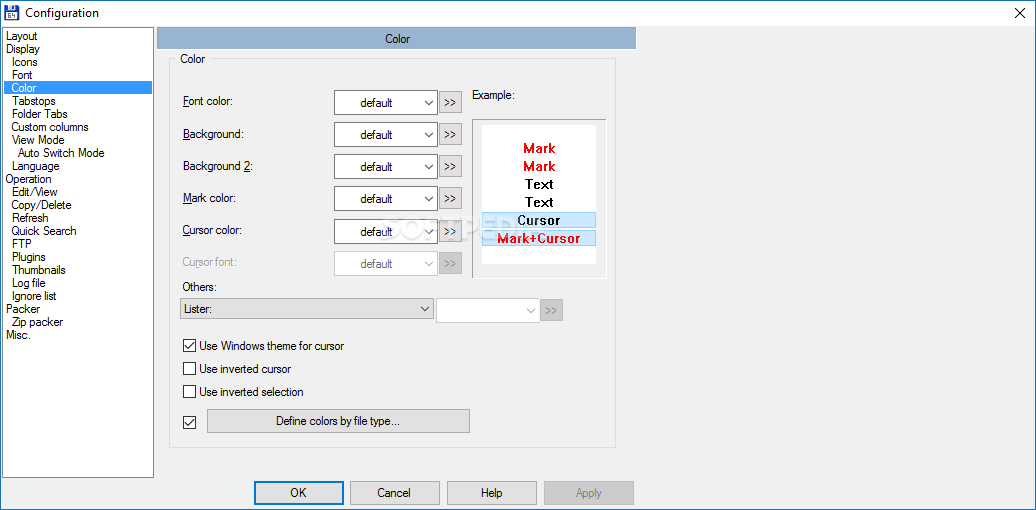 Configuration
Layout
Display
Icons
Font
Color
Tabstops
Folder Tabs
Custom columns
View Mode
Auto Switch Mode
Language
Operation
Edit/View
Copy/Delete
Refresh
Quick Search
FTP
Plugins
Thumbnails
Log file
Ignore list
Packer
Zip packer
Misc.
Color
Color
Font color: default >>
Background: default >>
Background 2: default >>
Mark color: default >>
Cursor color: default >>
Cursor font: default >>
Example:
Mark
Mark
Text
Text
Cursor
Mark+Cursor
SOFTPEDIA
Others:
Lister: >>
Use Windows theme for cursor
Use inverted cursor
Use inverted selection
Define colors by file type...
OK Cancel Help Apply